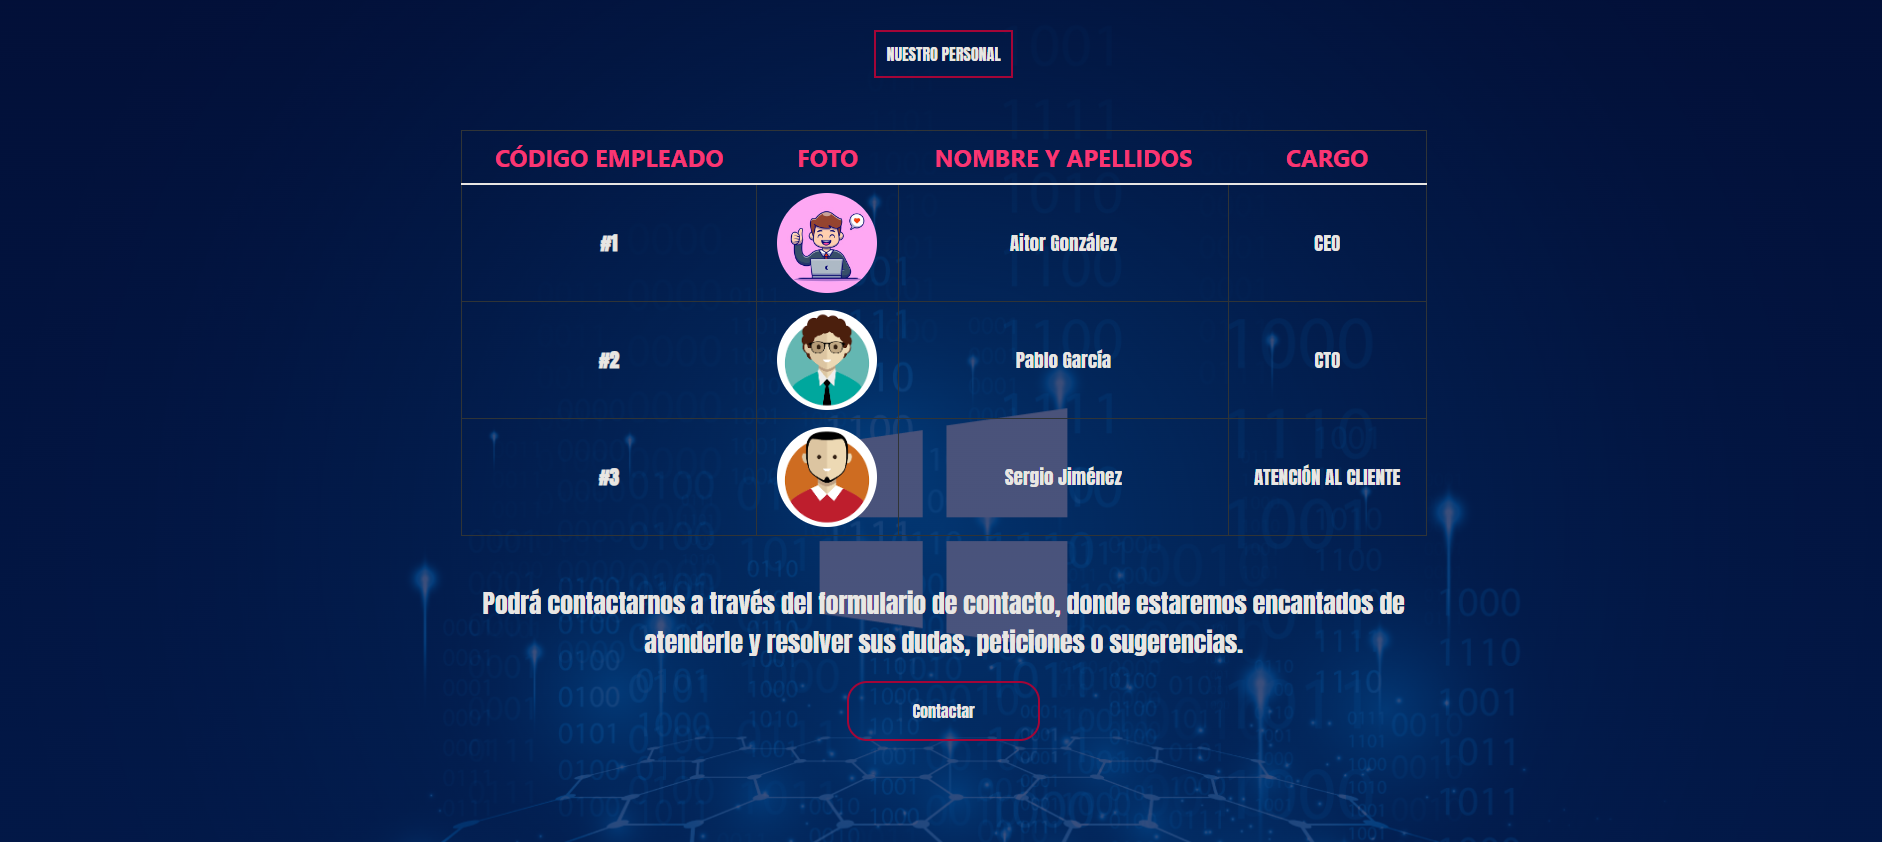 NUESTRO PERSONAL
CÓDIGO EMPLEADO FOTO NOMBRE Y APELLIDOS CARGO
#1 Aitor González CEO
#2 Pablo García CTO
#3 Sergio Jiménez ATENCIÓN AL CLIENTE
Podrá contactarnos a través del formulario de contacto, donde estaremos encantados de
atenderle y resolver sus dudas, peticiones o sugerencias.
Contactar